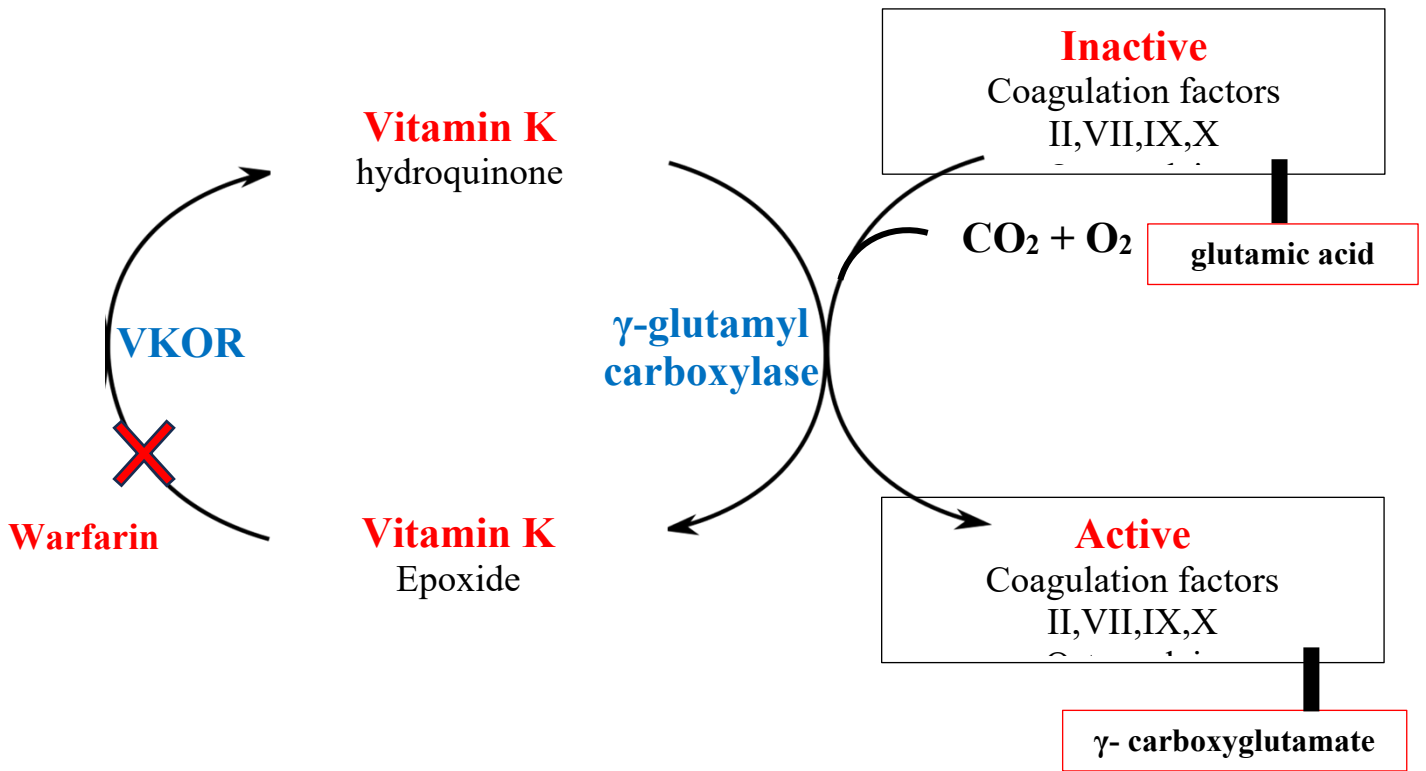 Inactive
Coagulation factors
II,VII,IX,X
Vitamin K
hydroquinone
CO₂ + O₂
glutamic acid
VKOR
γ-glutamyl
carboxylase
Warfarin
Vitamin K
Epoxide
Active
Coagulation factors
II,VII,IX,X
γ- carboxyglutamate